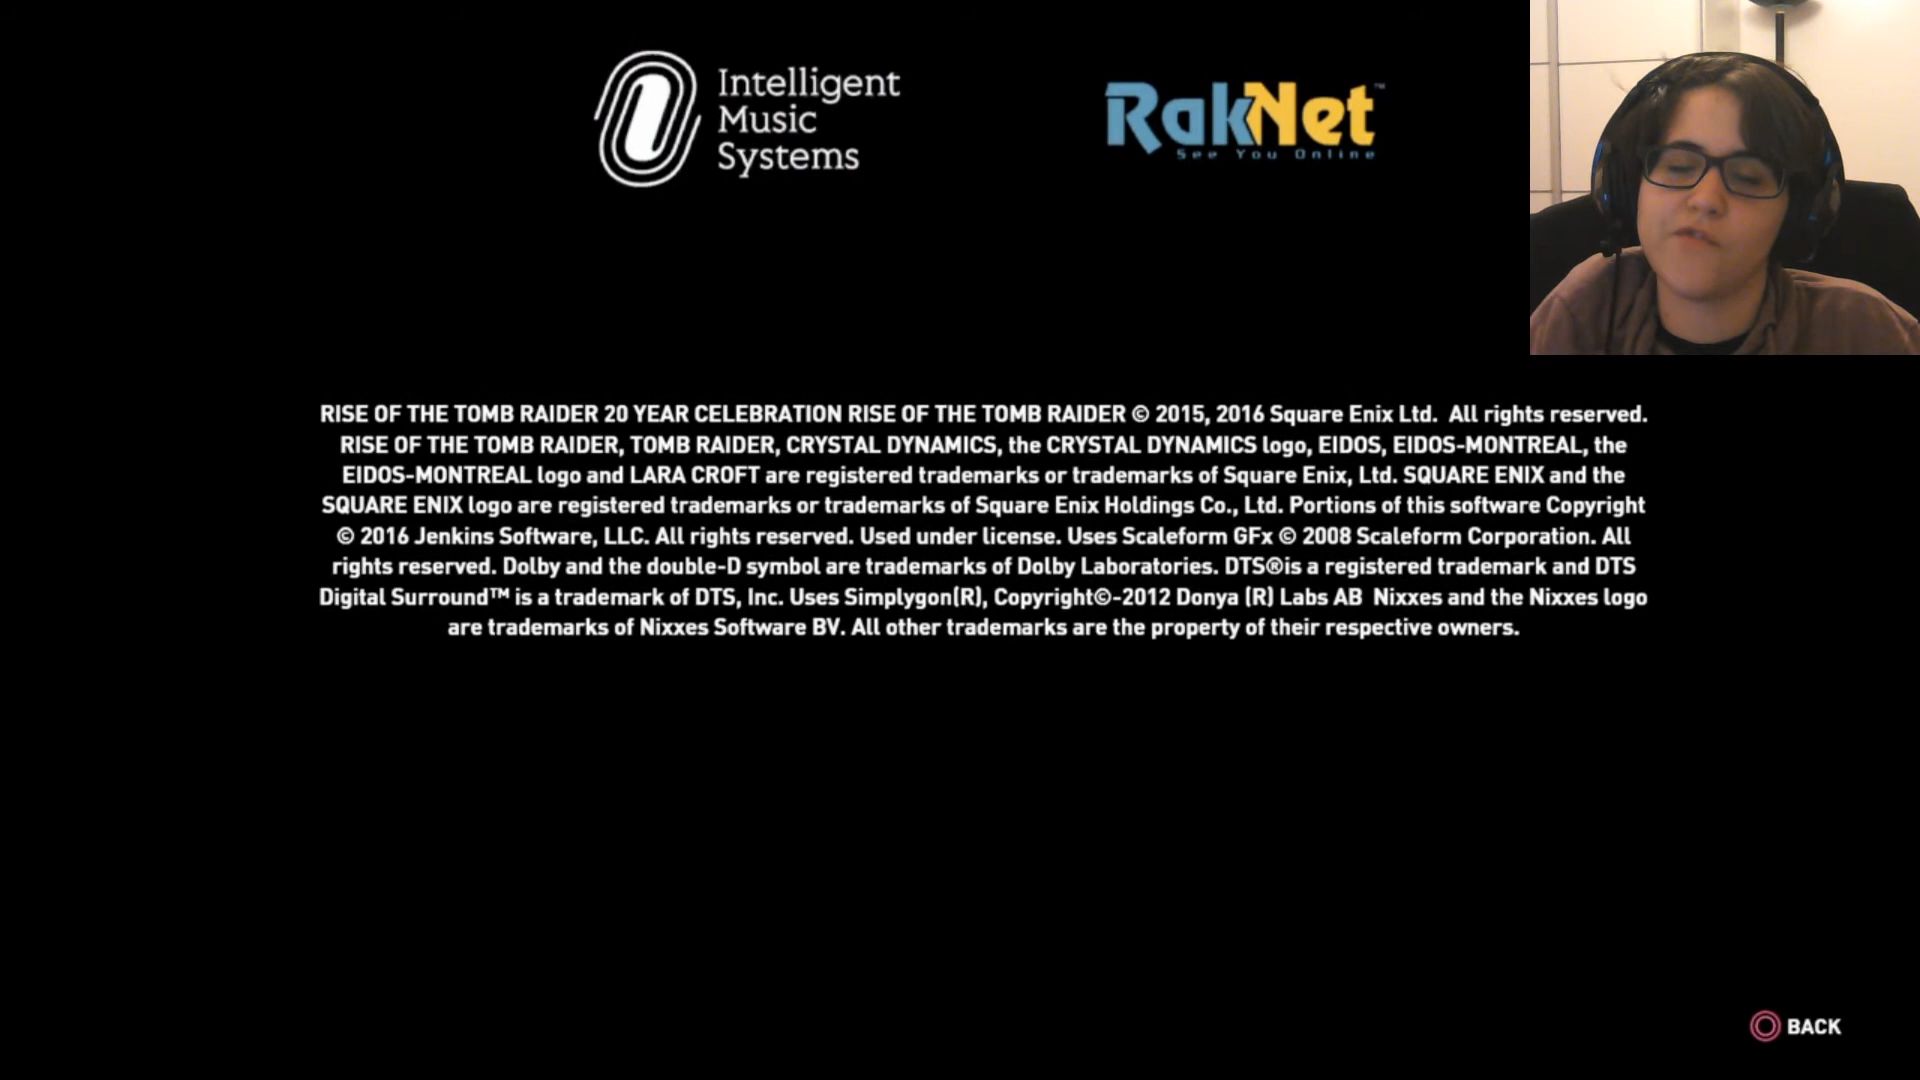 Intelligent
Music
Systems
RakNet™
See You Online
RISE OF THE TOMB RAIDER 20 YEAR CELEBRATION RISE OF THE TOMB RAIDER © 2015, 2016 Square Enix Ltd.  All rights reserved.
RISE OF THE TOMB RAIDER, TOMB RAIDER, CRYSTAL DYNAMICS, the CRYSTAL DYNAMICS logo, EIDOS, EIDOS-MONTREAL, the
EIDOS-MONTREAL logo and LARA CROFT are registered trademarks or trademarks of Square Enix, Ltd. SQUARE ENIX and the
SQUARE ENIX logo are registered trademarks or trademarks of Square Enix Holdings Co., Ltd. Portions of this software Copyright
© 2016 Jenkins Software, LLC. All rights reserved. Used under license. Uses Scaleform GFx © 2008 Scaleform Corporation. All
rights reserved. Dolby and the double-D symbol are trademarks of Dolby Laboratories. DTS®is a registered trademark and DTS
Digital Surround™ is a trademark of DTS, Inc. Uses Simplygon(R), Copyright©-2012 Donya (R) Labs AB  Nixxes and the Nixxes logo
are trademarks of Nixxes Software BV. All other trademarks are the property of their respective owners.
BACK